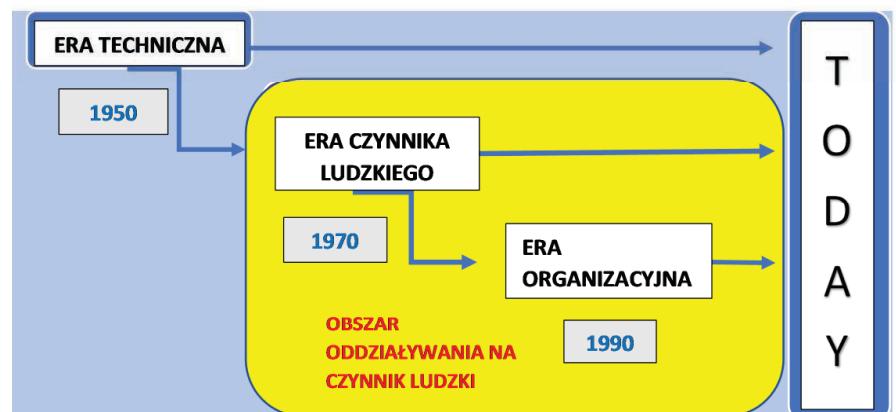 ERA TECHNICZNA
1950
ERA CZYNNIKA
LUDZKIEGO
1970
ERA
ORGANIZACYJNA
1990
OBSZAR
ODDZIAŁYWANIA NA
CZYNNIK LUDZKI
T
O
D
A
Y